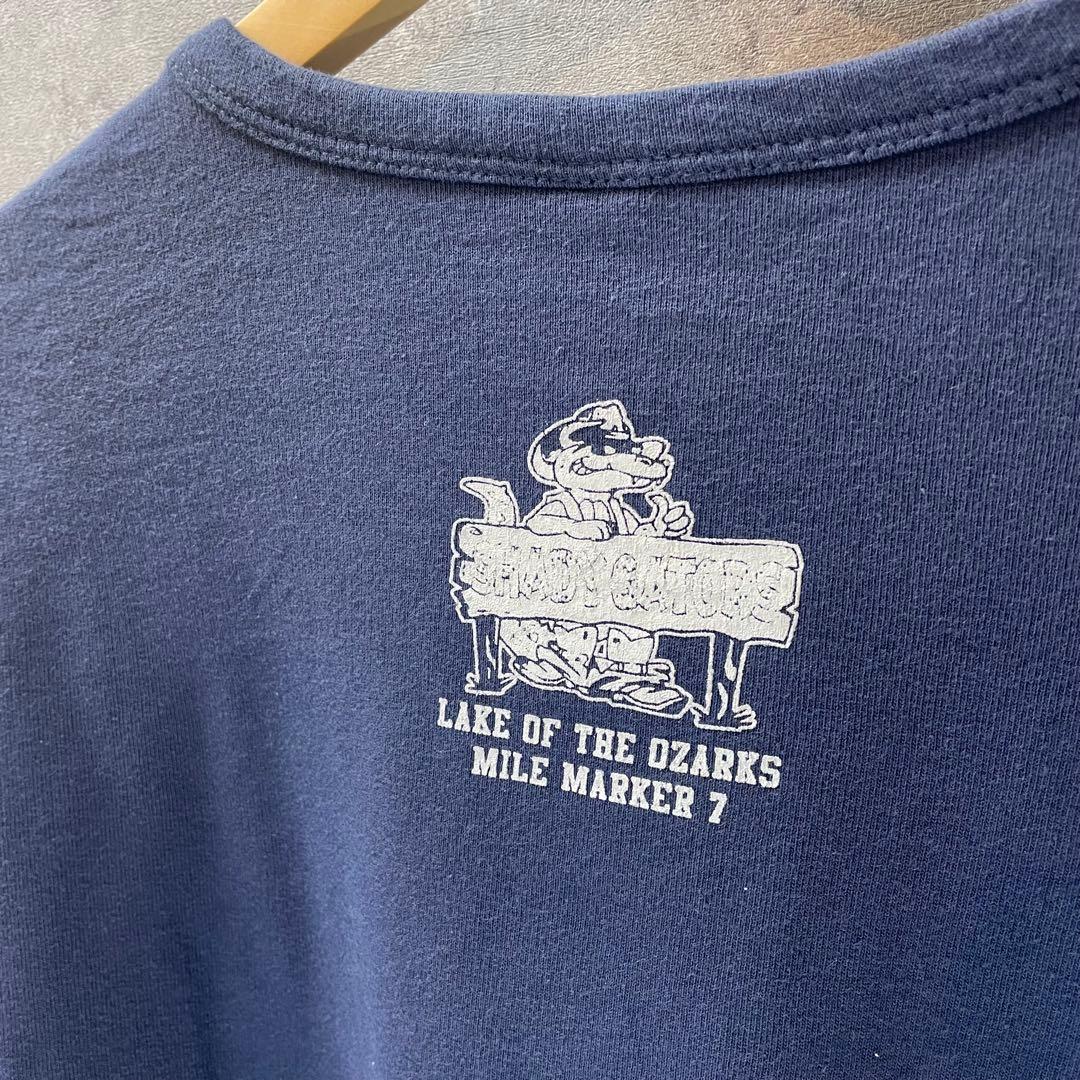 SHADY GATORS
LAKE OF THE OZARKS
MILE MARKER 7